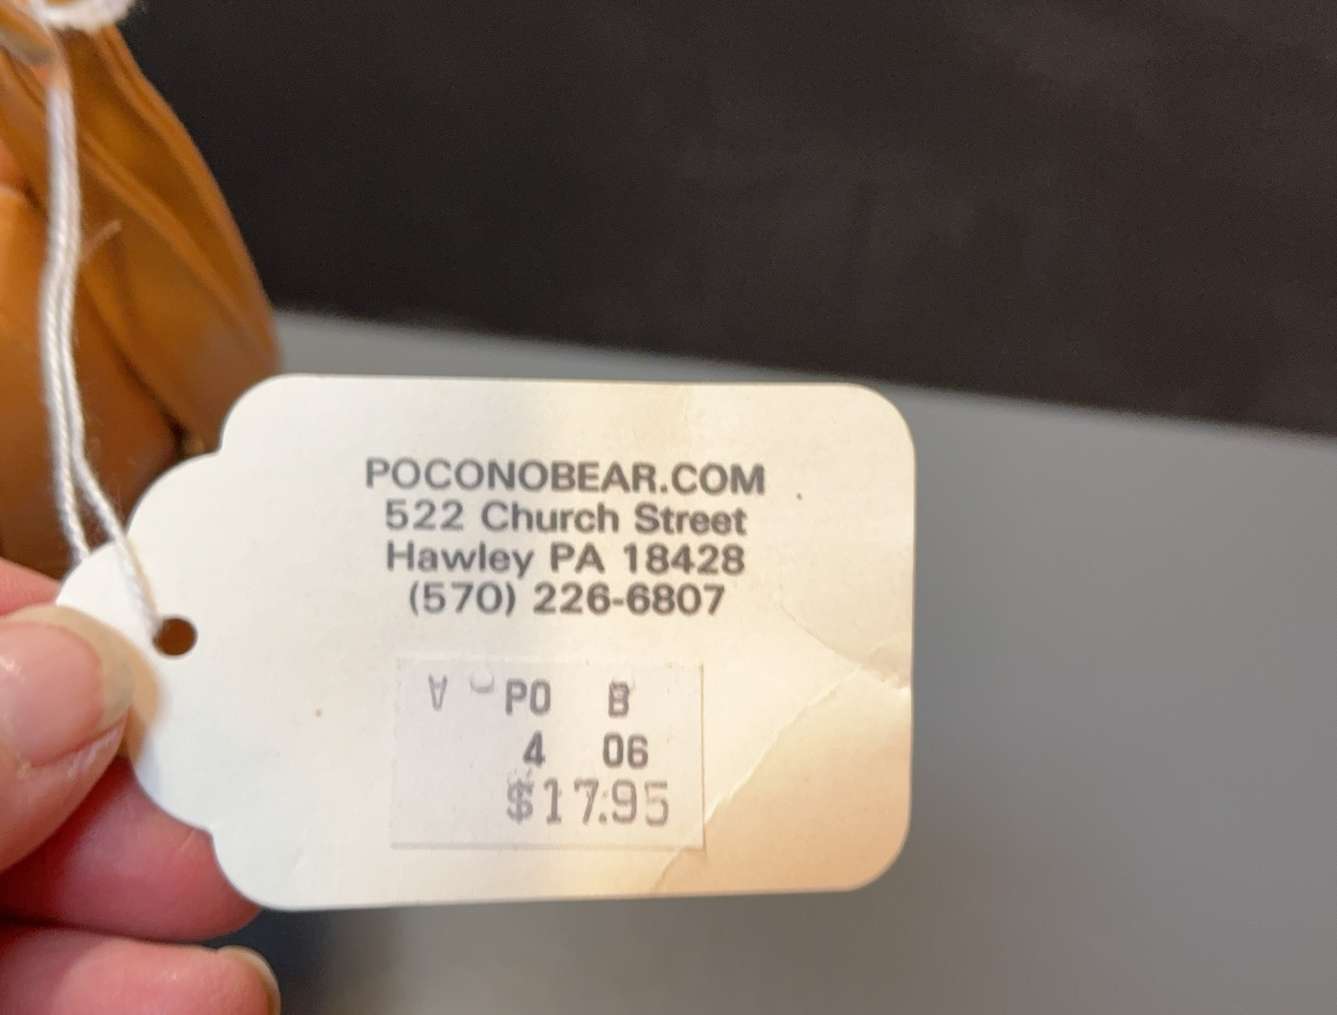 POCONOBEAR.COM
522 Church Street
Hawley PA 18428
(570) 226-6807
PO B
4 06
$17.95